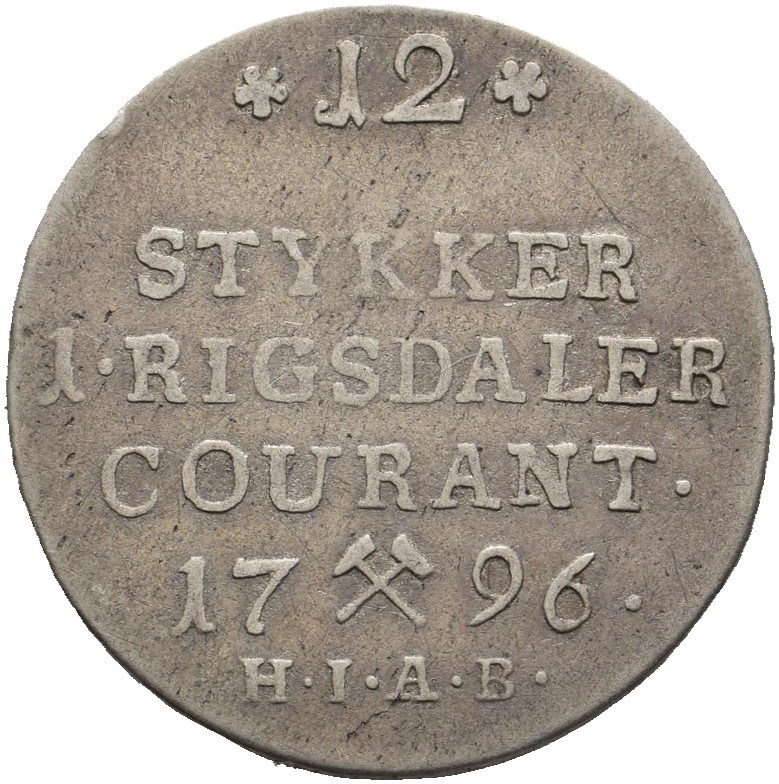 12
STYKKER
1·RIGSDALER
COURANT·
17 96·
H·I·A·B·